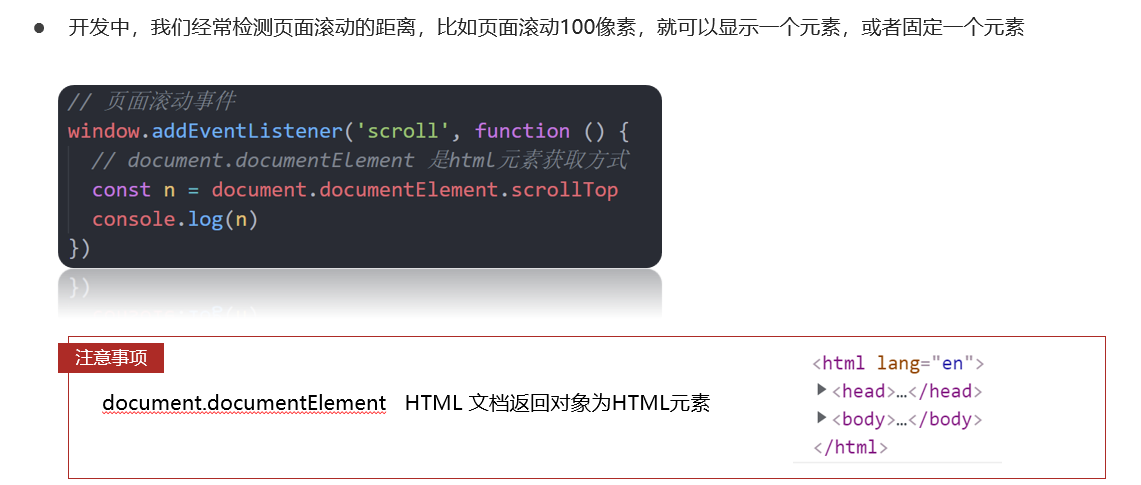 ● 开发中，我们经常检测页面滚动的距离，比如页面滚动100像素，就可以显示一个元素，或者固定一个元素
// 页面滚动事件
window.addEventListener('scroll', function () {
  // document.documentElement 是html元素获取方式
  const n = document.documentElement.scrollTop
  console.log(n)
})
})
注意事项
document.documentElement HTML 文档返回对象为HTML元素
<html lang="en">
▶<head>…</head>
▶<body>…</body>
</html>